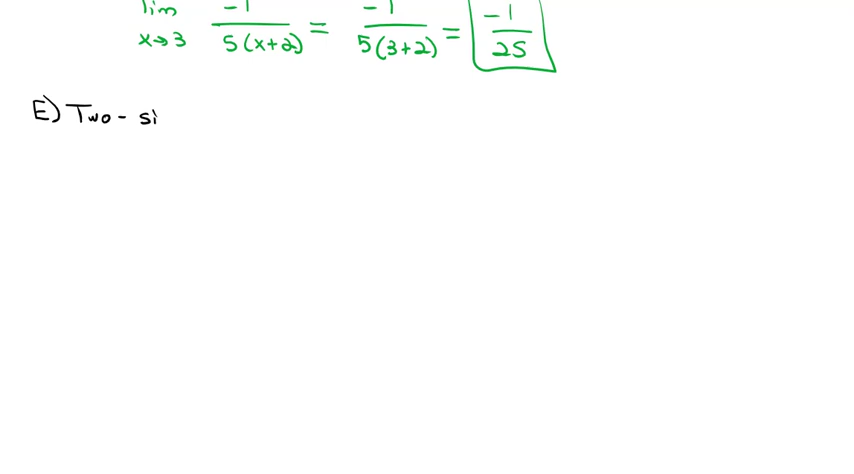 lim -1/5(x+2) = -1/5(3+2) = -1/25
x→3
E) Two - si